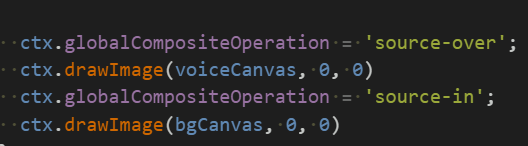 ctx.globalCompositeOperation = 'source-over';
ctx.drawImage(voiceCanvas, 0, 0)
ctx.globalCompositeOperation = 'source-in';
ctx.drawImage(bgCanvas, 0, 0)